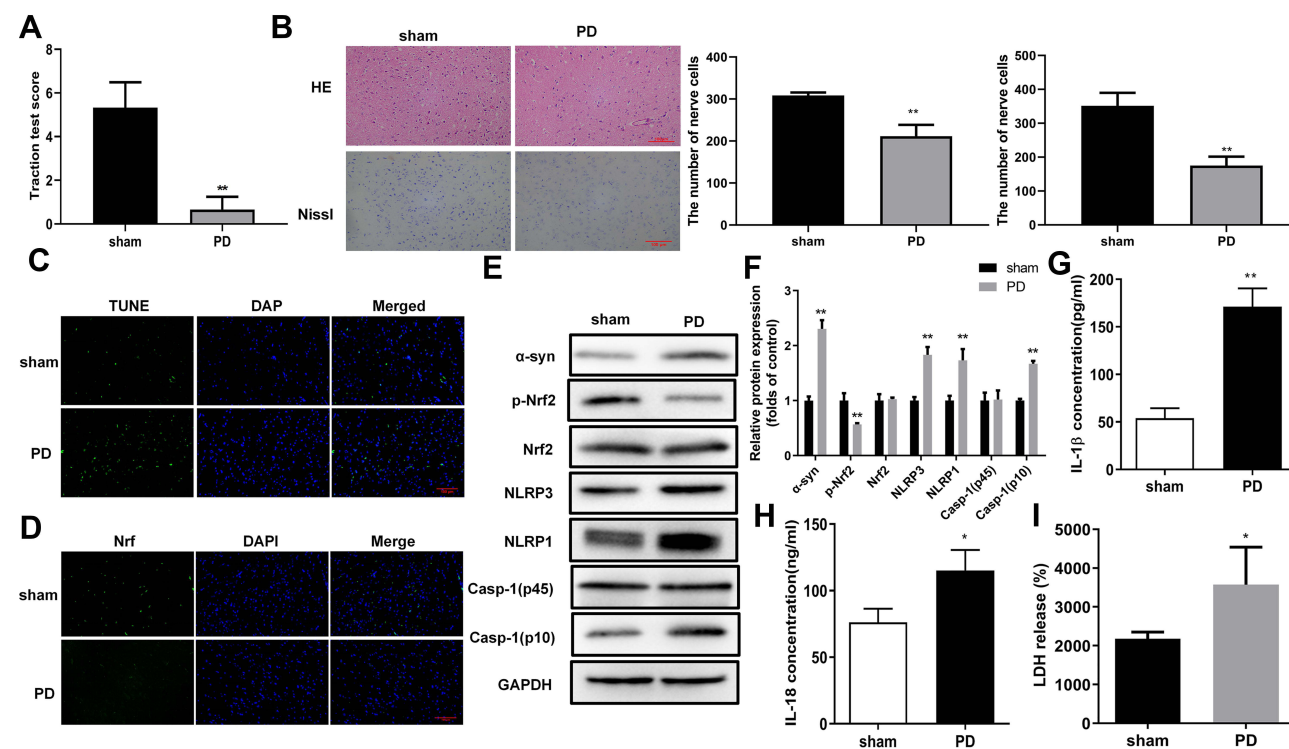 A
Traction test score
8
6
4
2
0
**
sham
PD
B
sham
PD
HE
Nissl
The number of nerve cells
400
300
200
100
0
**
sham
PD
The number of nerve cells
500
400
300
200
100
0
**
sham
PD
C
TUNE
DAP
Merged
sham
PD
D
Nrf
DAPI
Merge
sham
PD
E
sham
PD
α-syn
p-Nrf2
Nrf2
NLRP3
NLRP1
Casp-1(p45)
Casp-1(p10)
GAPDH
F
sham
PD
Relative protein expression
(folds of control)
3
2
1
0
**
**
**
**
**
α-syn
p-Nrf2
Nrf2
NLRP3
NLRP1
Casp-1(p45)
Casp-1(p10)
G
IL-1β concentration(pg/ml)
200
150
100
50
0
**
sham
PD
H
IL-18 concentration(ng/ml)
150
100
50
0
*
sham
PD
I
LDH release (%)
5000
4000
3000
2000
1000
0
*
sham
PD